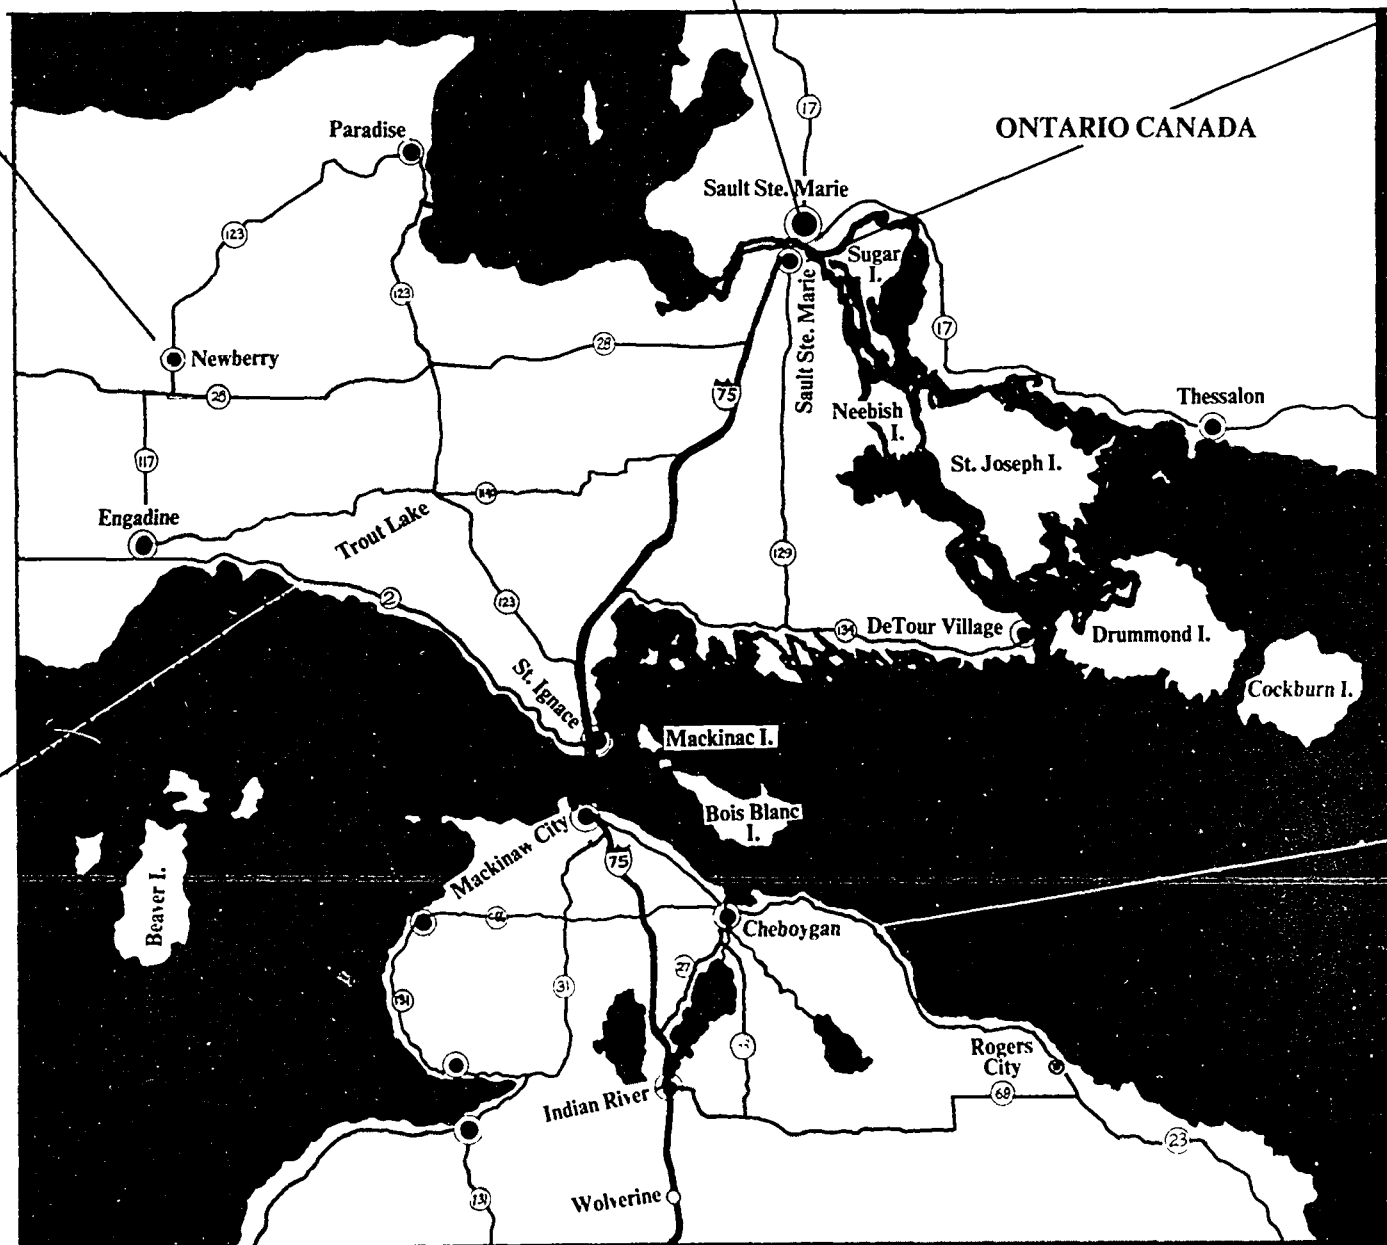 17
Paradise
ONTARIO CANADA
Sault Ste. Marie
123
Sugar
I.
123
Sault Ste. Marie
17
28
Newberry
75
28
Thessalon
Neebish
I.
117
St. Joseph I.
Engadine
Trout Lake
129
2
123
134
DeTour Village
Drummond I.
St. Ignace
Cockburn I.
Mackinac I.
Bois Blanc
I.
Mackinaw City
75
Beaver I.
Cheboygan
27
31
131
Rogers
City
68
Indian River
23
131
Wolverine